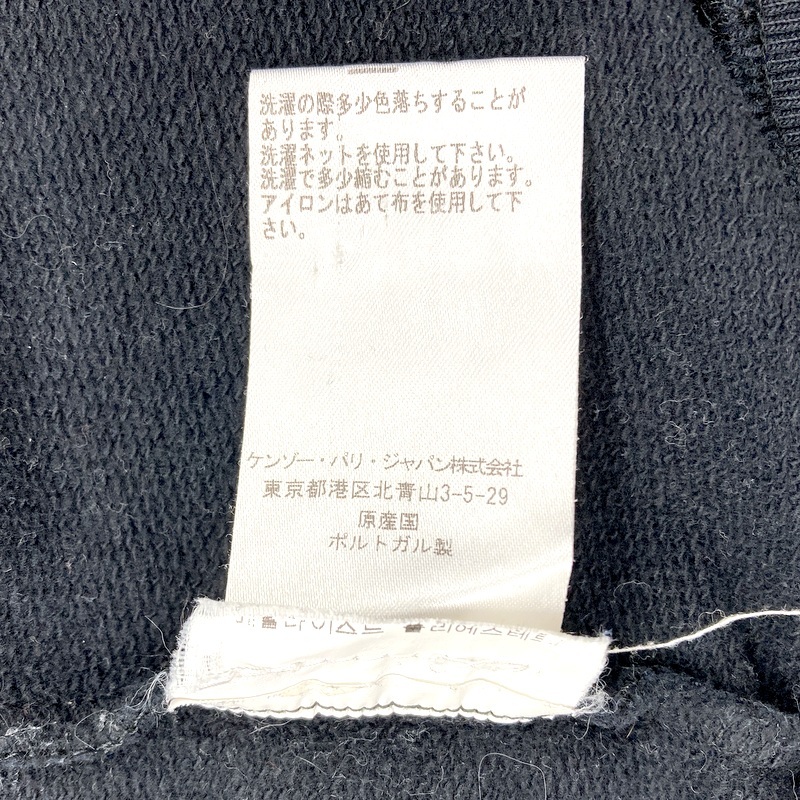 洗濯の際多少色落ちすることが
あります。
洗濯ネットを使用して下さい。
洗濯で多少縮むことがあります。
アイロンはあて布を使用して下
さい。
ケンゾー・パリ・ジャパン株式会社
東京都港区北青山3-5-29
原産国
ポルトガル製